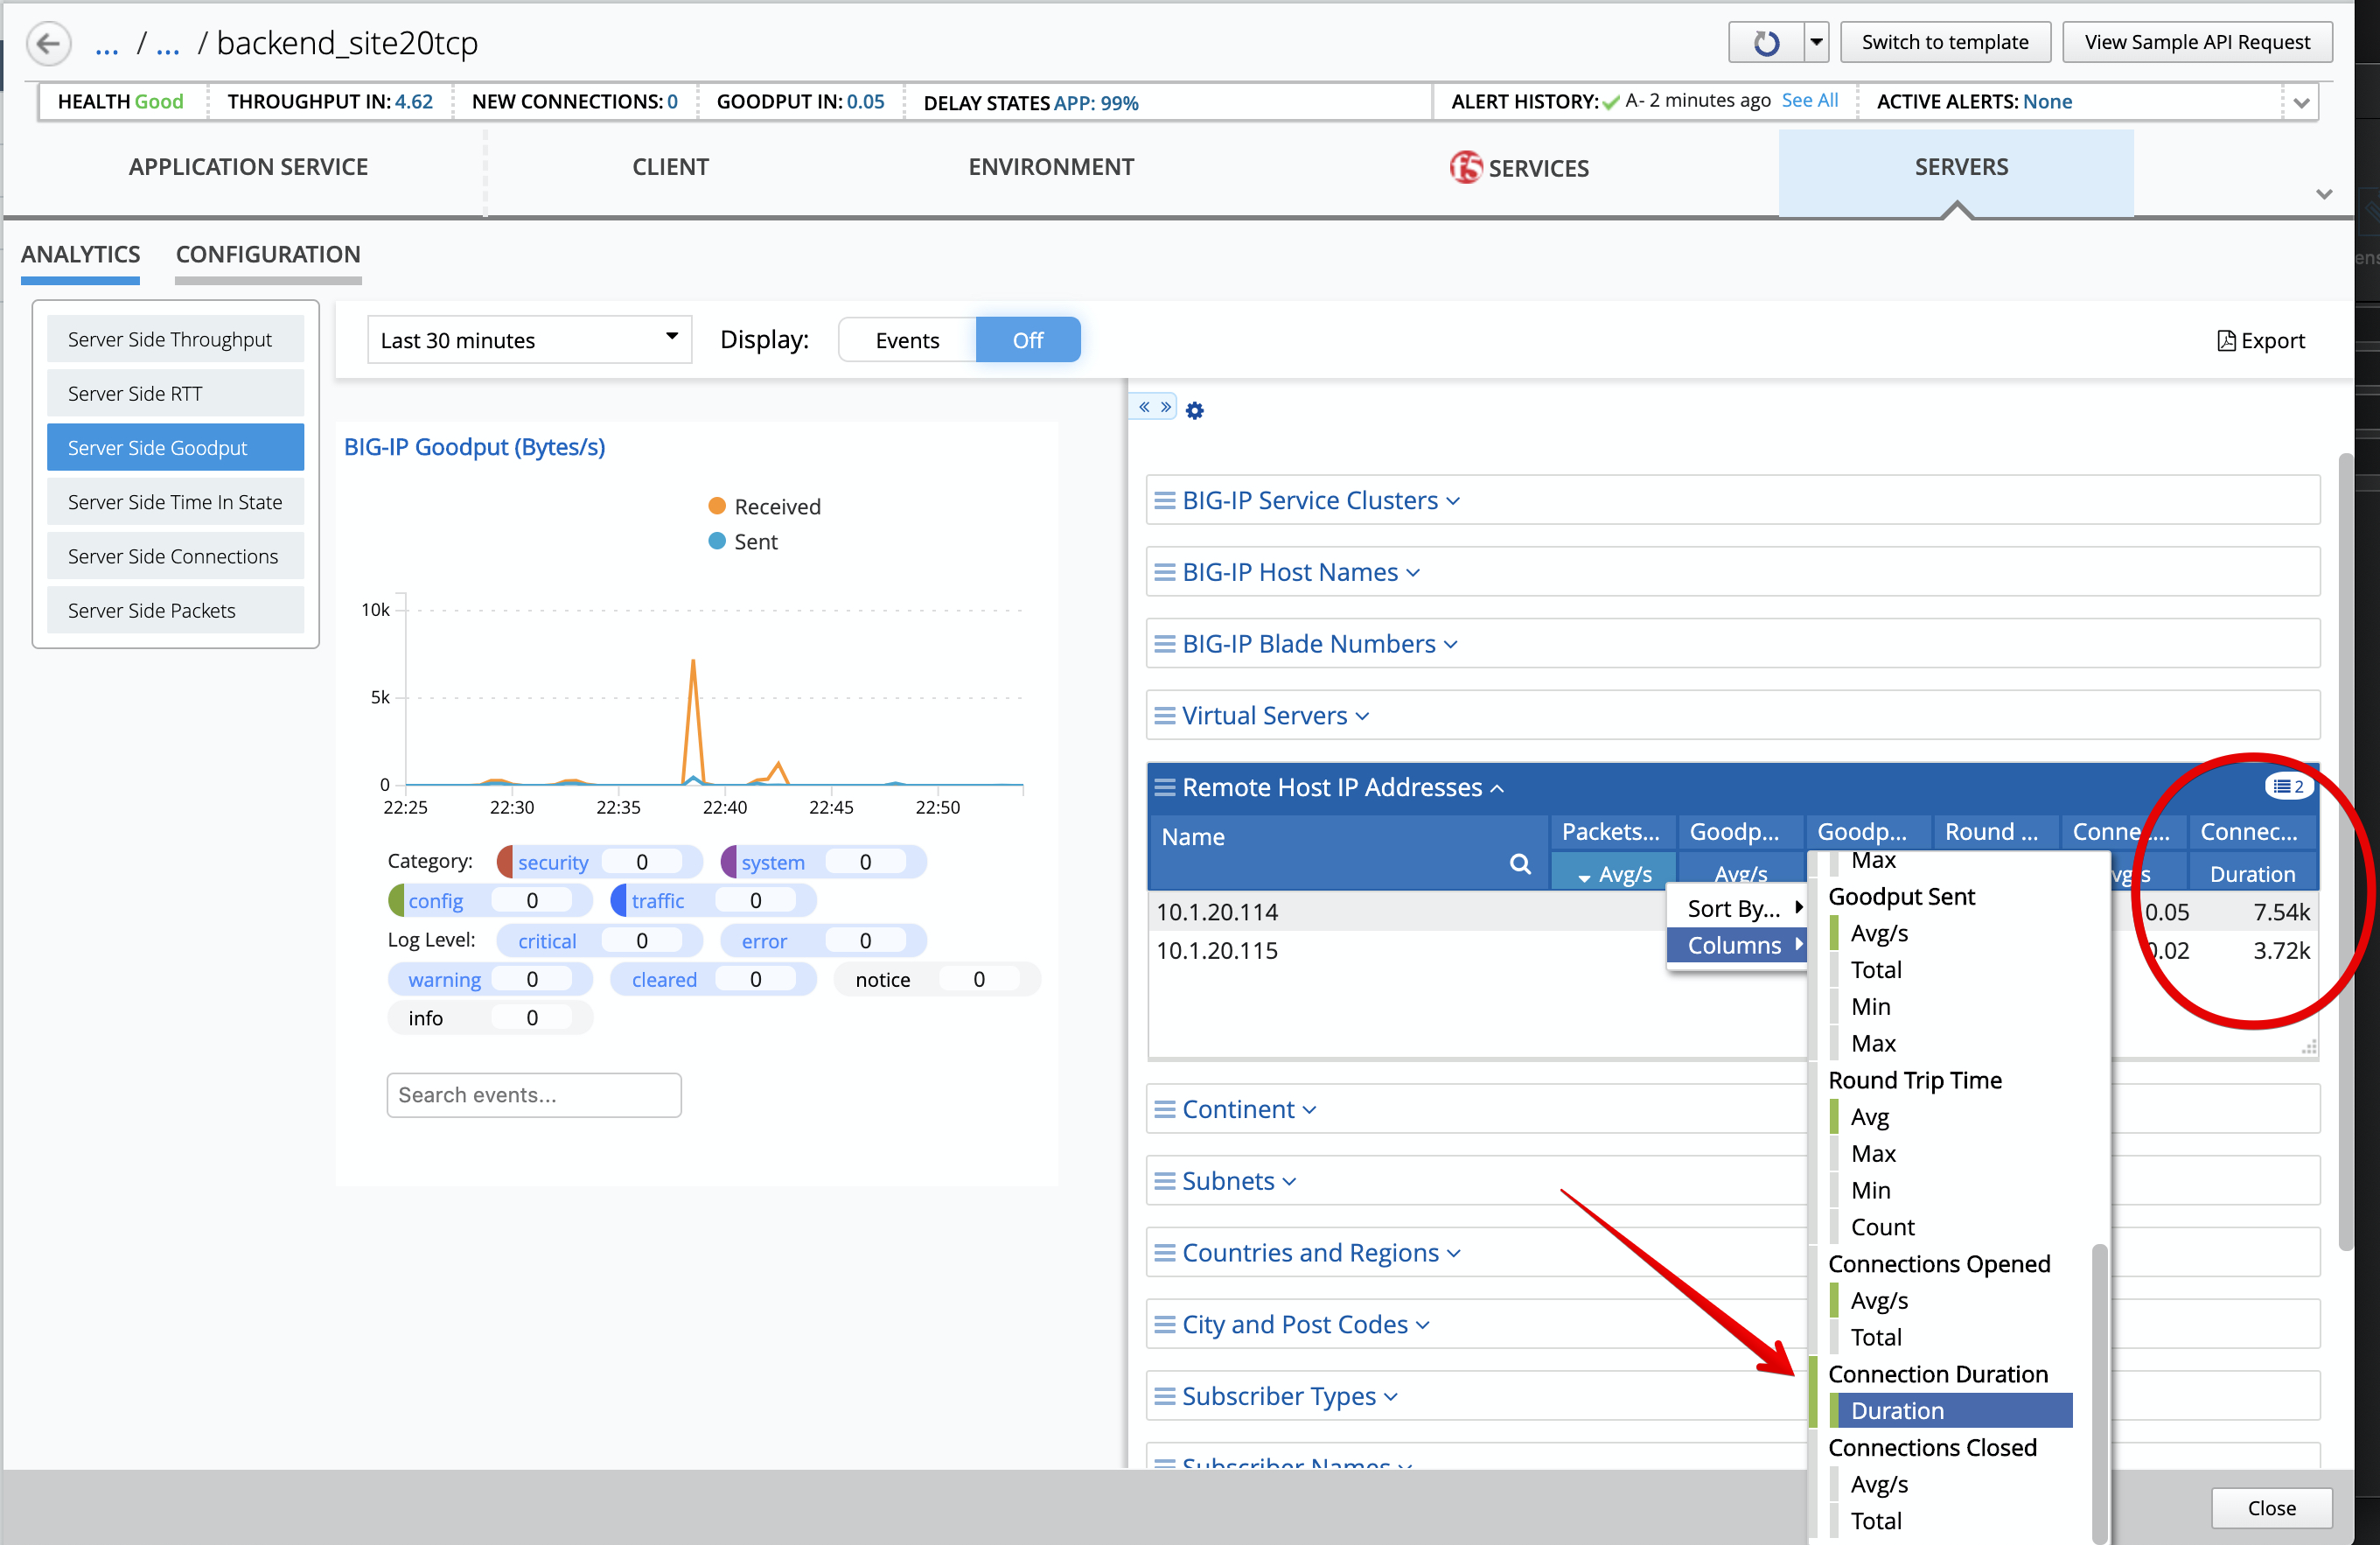 ... / ... / backend_site20tcp
Switch to template
View Sample API Request
HEALTH Good
THROUGHPUT IN: 4.62
NEW CONNECTIONS: 0
GOODPUT IN: 0.05
DELAY STATES APP: 99%
ALERT HISTORY: A- 2 minutes ago See All
ACTIVE ALERTS: None
APPLICATION SERVICE
CLIENT
ENVIRONMENT
f5 SERVICES
SERVERS
ANALYTICS
CONFIGURATION
Server Side Throughput
Server Side RTT
Server Side Goodput
Server Side Time In State
Server Side Connections
Server Side Packets
Last 30 minutes
Display:
Events
Off
Export
BIG-IP Goodput (Bytes/s)
Received
Sent
10k
5k
0
22:25 22:30 22:35 22:40 22:45 22:50
Category: security 0 system 0
config 0 traffic 0
Log Level: critical 0 error 0
warning 0 cleared 0 notice 0
info 0
Search events...
« »
BIG-IP Service Clusters
BIG-IP Host Names
BIG-IP Blade Numbers
Virtual Servers
Remote Host IP Addresses
2
Name
Packets... Goodp... Goodp... Round ... Connec... Connec...
Avg/s Avg/s vg/s Duration
10.1.20.114 0.05 7.54k
10.1.20.115 0.02 3.72k
Sort By...
Columns
Max
Goodput Sent
Avg/s
Total
Min
Max
Round Trip Time
Avg
Max
Min
Count
Connections Opened
Avg/s
Total
Connection Duration
Duration
Connections Closed
Avg/s
Total
Continent
Subnets
Countries and Regions
City and Post Codes
Subscriber Types
Subscriber Names
Close
ens